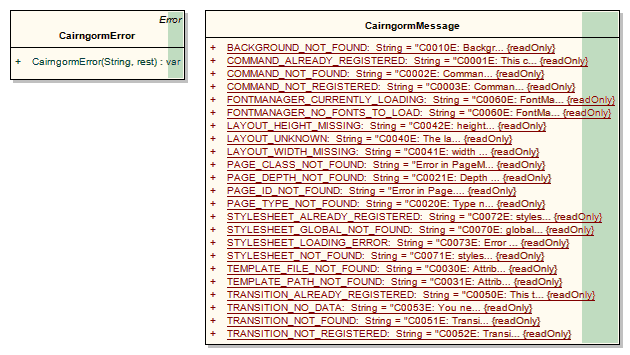 Error
CairngormError
+ CairngormError(String, rest) : var
CairngormMessage
+ BACKGROUND_NOT_FOUND: String = "C0010E: Backgr... {readOnly}
+ COMMAND_ALREADY_REGISTERED: String = "C0001E: This c... {readOnly}
+ COMMAND_NOT_FOUND: String = "C0002E: Comman... {readOnly}
+ COMMAND_NOT_REGISTERED: String = "C0003E: Comman... {readOnly}
+ FONTMANAGER_CURRENTLY_LOADING: String = "C0060E: FontMa... {readOnly}
+ FONTMANAGER_NO_FONTS_TO_LOAD: String = "C0060E: FontMa... {readOnly}
+ LAYOUT_HEIGHT_MISSING: String = "C0042E: height... {readOnly}
+ LAYOUT_UNKNOWN: String = "C0040E: The la... {readOnly}
+ LAYOUT_WIDTH_MISSING: String = "C0041E: width ... {readOnly}
+ PAGE_CLASS_NOT_FOUND: String = "Error in PageM... {readOnly}
+ PAGE_DEPTH_NOT_FOUND: String = "C0021E: Depth ... {readOnly}
+ PAGE_ID_NOT_FOUND: String = "Error in Page.... {readOnly}
+ PAGE_TYPE_NOT_FOUND: String = "C0020E: Type n... {readOnly}
+ STYLESHEET_ALREADY_REGISTERED: String = "C0072E: styles... {readOnly}
+ STYLESHEET_GLOBAL_NOT_FOUND: String = "C0070E: global... {readOnly}
+ STYLESHEET_LOADING_ERROR: String = "C0073E: Error ... {readOnly}
+ STYLESHEET_NOT_FOUND: String = "C0071E: styles... {readOnly}
+ TEMPLATE_FILE_NOT_FOUND: String = "C0030E: Attrib... {readOnly}
+ TEMPLATE_PATH_NOT_FOUND: String = "C0031E: Attrib... {readOnly}
+ TRANSITION_ALREADY_REGISTERED: String = "C0050E: This t... {readOnly}
+ TRANSITION_NO_DATA: String = "C0053E: You ne... {readOnly}
+ TRANSITION_NOT_FOUND: String = "C0051E: Transi... {readOnly}
+ TRANSITION_NOT_REGISTERED: String = "C0052E: Transi... {readOnly}